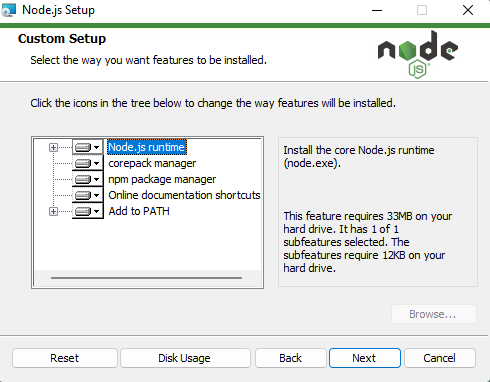 Node.js Setup
Custom Setup
Select the way you want features to be installed.
node
JS
Click the icons in the tree below to change the way features will be installed.
Node.js runtime
corepack manager
npm package manager
Online documentation shortcuts
Add to PATH
Install the core Node.js runtime
(node.exe).
This feature requires 33MB on your
hard drive. It has 1 of 1
subfeatures selected. The
subfeatures require 12KB on your
hard drive.
Browse...
Reset
Disk Usage
Back
Next
Cancel